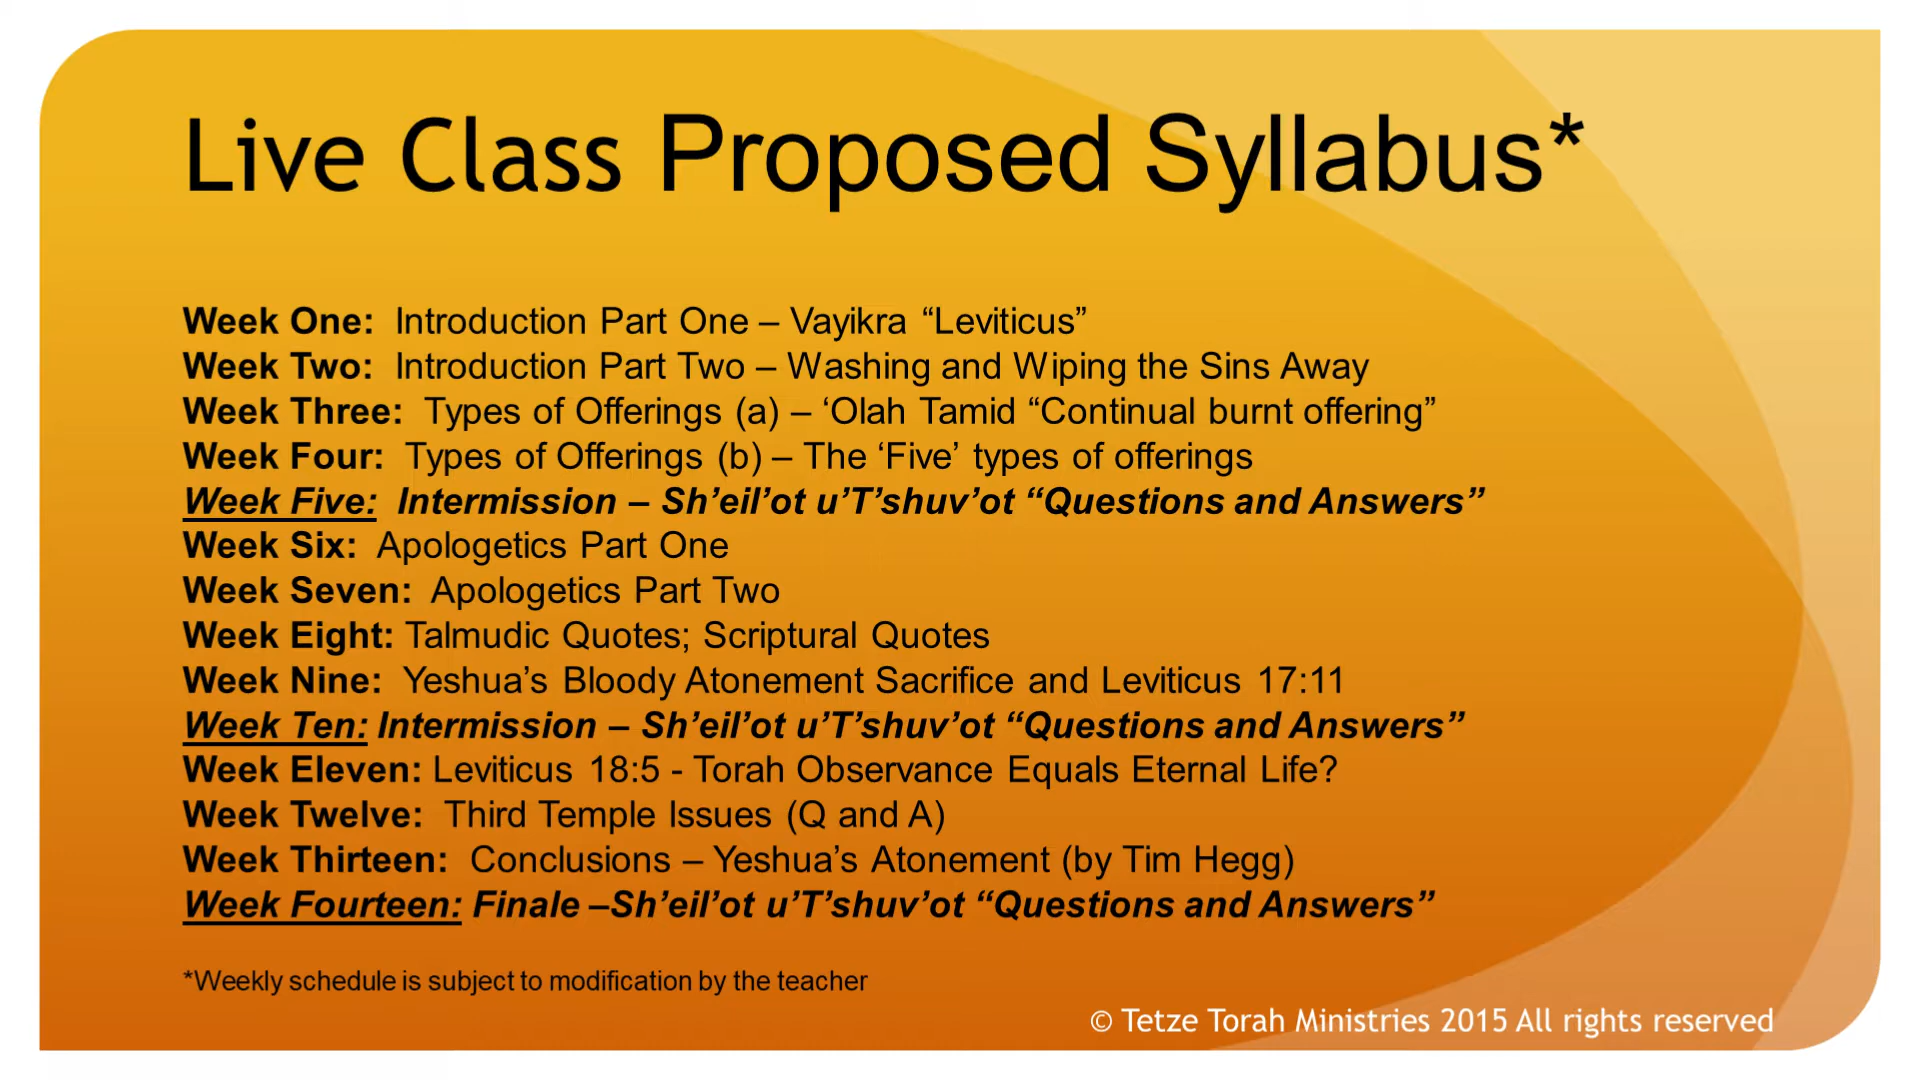 Live Class Proposed Syllabus*
Week One:  Introduction Part One – Vayikra “Leviticus”
Week Two:  Introduction Part Two – Washing and Wiping the Sins Away
Week Three:  Types of Offerings (a) – ‘Olah Tamid “Continual burnt offering”
Week Four:  Types of Offerings (b) – The ‘Five’ types of offerings
Week Five:  Intermission – Sh’eil’ot u’T’shuv’ot “Questions and Answers”
Week Six:  Apologetics Part One
Week Seven:  Apologetics Part Two
Week Eight: Talmudic Quotes; Scriptural Quotes
Week Nine:  Yeshua’s Bloody Atonement Sacrifice and Leviticus 17:11
Week Ten: Intermission – Sh’eil’ot u’T’shuv’ot “Questions and Answers”
Week Eleven: Leviticus 18:5 - Torah Observance Equals Eternal Life?
Week Twelve:  Third Temple Issues (Q and A)
Week Thirteen:  Conclusions – Yeshua’s Atonement (by Tim Hegg)
Week Fourteen: Finale –Sh’eil’ot u’T’shuv’ot “Questions and Answers”
*Weekly schedule is subject to modification by the teacher
© Tetze Torah Ministries 2015 All rights reserved